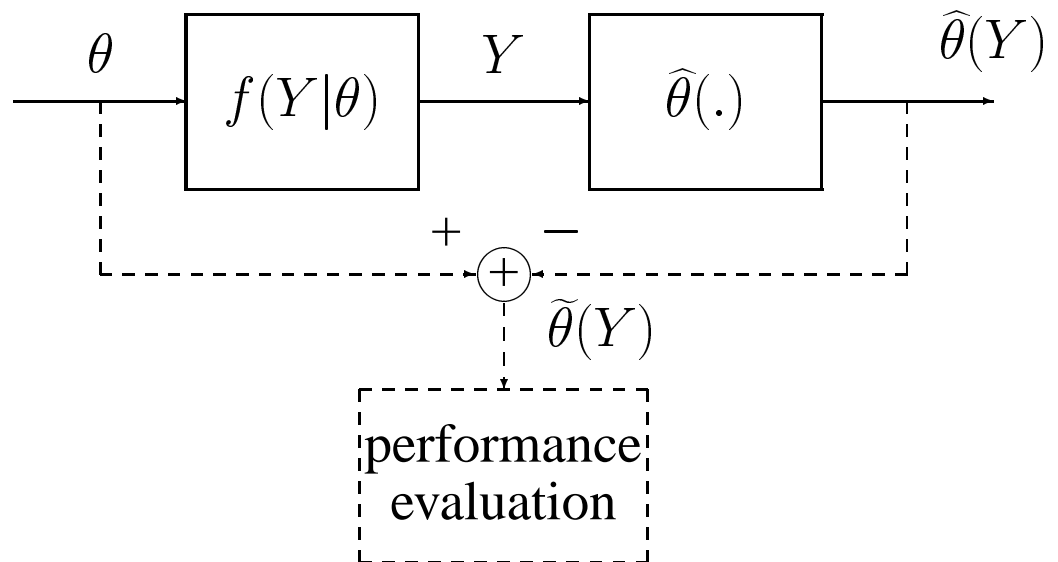 θ
f(Y|θ)
Y
θ̂(.)
θ̂(Y)
+
−
+
θ̃(Y)
performance
evaluation